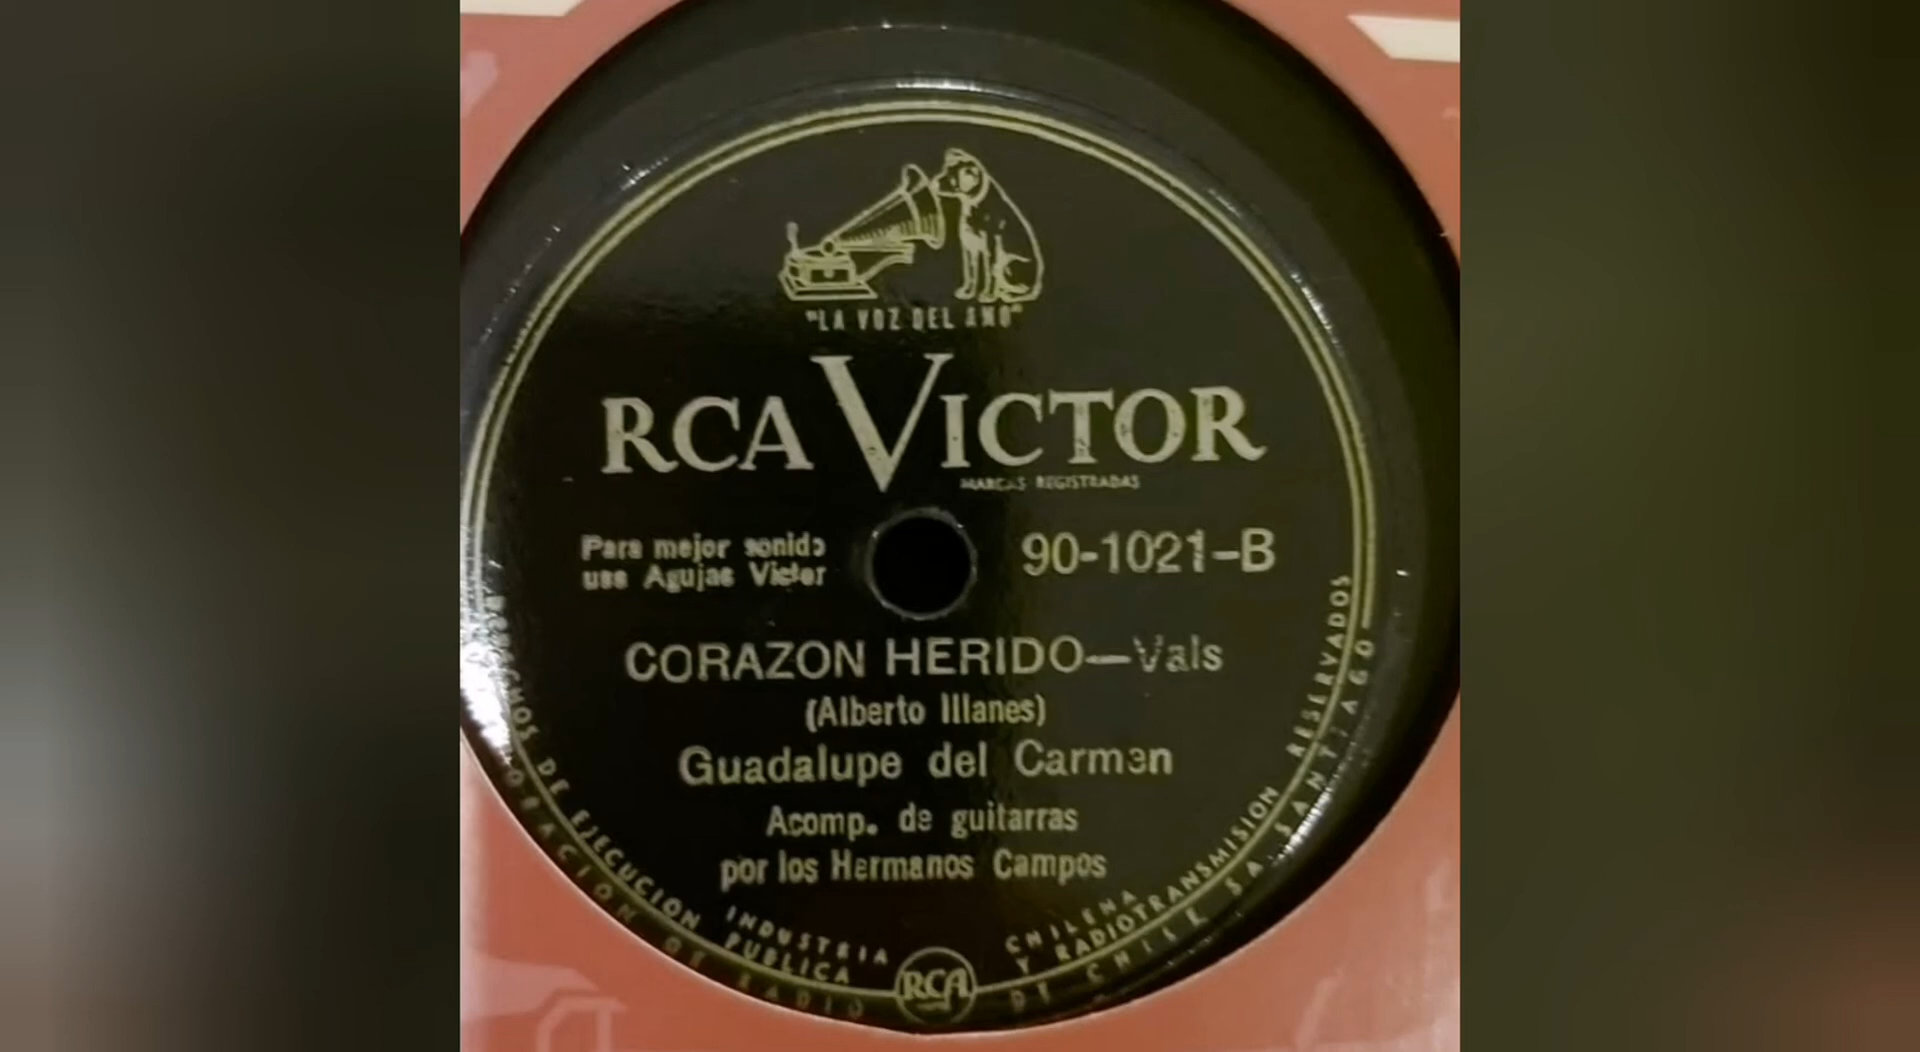 "LA VOZ DEL AMO"
RCA VICTOR
MARCAS REGISTRADAS
Para mejor sonido
use Agujas Victor
90-1021-B
CORAZON HERIDO—Vals
(Alberto Illanes)
Guadalupe del Carmen
Acomp. de guitarras
por los Hermanos Campos
INDUSTRIA CHILENA
DERECHOS DE EJECUCION PUBLICA Y RADIOTRANSMISION RESERVADOS
CORPORACION DE RADIO DE CHILE S.A. SANTIAGO
RCA